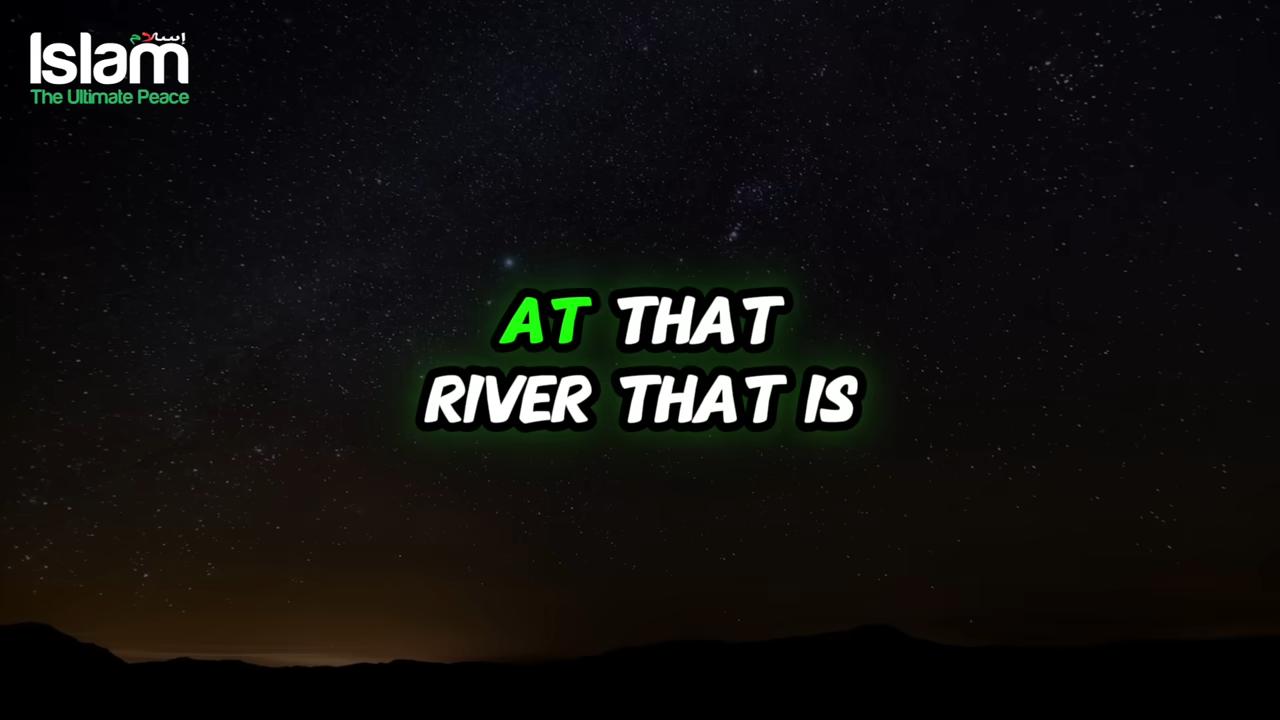 إسلام
Islam
The Ultimate Peace
AT THAT
RIVER THAT IS